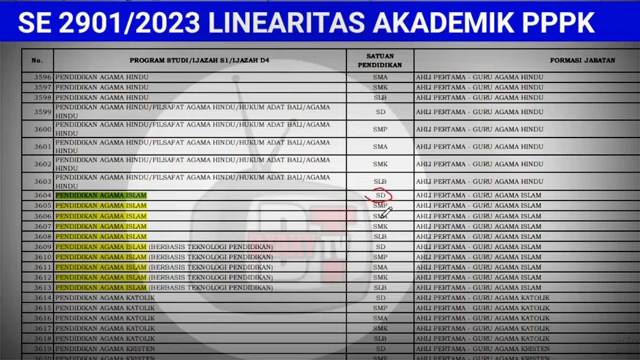 SE 2901/2023 LINEARITAS AKADEMIK PPPK
No. PROGRAM STUDI/IJAZAH S1/IJAZAH D4 SATUAN PENDIDIKAN FORMASI JABATAN
3596 PENDIDIKAN AGAMA HINDU SMA AHLI PERTAMA - GURU AGAMA HINDU
3597 PENDIDIKAN AGAMA HINDU SMK AHLI PERTAMA - GURU AGAMA HINDU
3598 PENDIDIKAN AGAMA HINDU SLB AHLI PERTAMA - GURU AGAMA HINDU
3599 PENDIDIKAN AGAMA HINDU/FILSAFAT AGAMA HINDU/HUKUM ADAT BALI/AGAMA HINDU SD AHLI PERTAMA - GURU AGAMA HINDU
3600 PENDIDIKAN AGAMA HINDU/FILSAFAT AGAMA HINDU/HUKUM ADAT BALI/AGAMA HINDU SMP AHLI PERTAMA - GURU AGAMA HINDU
3601 PENDIDIKAN AGAMA HINDU/FILSAFAT AGAMA HINDU/HUKUM ADAT BALI/AGAMA HINDU SMA AHLI PERTAMA - GURU AGAMA HINDU
3602 PENDIDIKAN AGAMA HINDU/FILSAFAT AGAMA HINDU/HUKUM ADAT BALI/AGAMA HINDU SMK AHLI PERTAMA - GURU AGAMA HINDU
3603 PENDIDIKAN AGAMA HINDU/FILSAFAT AGAMA HINDU/HUKUM ADAT BALI/AGAMA HINDU SLB AHLI PERTAMA - GURU AGAMA HINDU
3604 PENDIDIKAN AGAMA ISLAM SD AHLI PERTAMA - GURU AGAMA ISLAM
3605 PENDIDIKAN AGAMA ISLAM SMP AHLI PERTAMA - GURU AGAMA ISLAM
3606 PENDIDIKAN AGAMA ISLAM SMA AHLI PERTAMA - GURU AGAMA ISLAM
3607 PENDIDIKAN AGAMA ISLAM SMK AHLI PERTAMA - GURU AGAMA ISLAM
3608 PENDIDIKAN AGAMA ISLAM SLB AHLI PERTAMA - GURU AGAMA ISLAM
3609 PENDIDIKAN AGAMA ISLAM (BERBASIS TEKNOLOGI PENDIDIKAN) SD AHLI PERTAMA - GURU AGAMA ISLAM
3610 PENDIDIKAN AGAMA ISLAM (BERBASIS TEKNOLOGI PENDIDIKAN) SMP AHLI PERTAMA - GURU AGAMA ISLAM
3611 PENDIDIKAN AGAMA ISLAM (BERBASIS TEKNOLOGI PENDIDIKAN) SMA AHLI PERTAMA - GURU AGAMA ISLAM
3612 PENDIDIKAN AGAMA ISLAM (BERBASIS TEKNOLOGI PENDIDIKAN) SMK AHLI PERTAMA - GURU AGAMA ISLAM
3613 PENDIDIKAN AGAMA ISLAM (BERBASIS TEKNOLOGI PENDIDIKAN) SLB AHLI PERTAMA - GURU AGAMA ISLAM
3614 PENDIDIKAN AGAMA KATOLIK SD AHLI PERTAMA - GURU AGAMA KATOLIK
3615 PENDIDIKAN AGAMA KATOLIK SMP AHLI PERTAMA - GURU AGAMA KATOLIK
3616 PENDIDIKAN AGAMA KATOLIK SMA AHLI PERTAMA - GURU AGAMA KATOLIK
3617 PENDIDIKAN AGAMA KATOLIK SMK AHLI PERTAMA - GURU AGAMA KATOLIK
3618 PENDIDIKAN AGAMA KATOLIK SLB AHLI PERTAMA - GURU AGAMA KATOLIK
3619 PENDIDIKAN AGAMA KRISTEN SD AHLI PERTAMA - GURU AGAMA KRISTEN